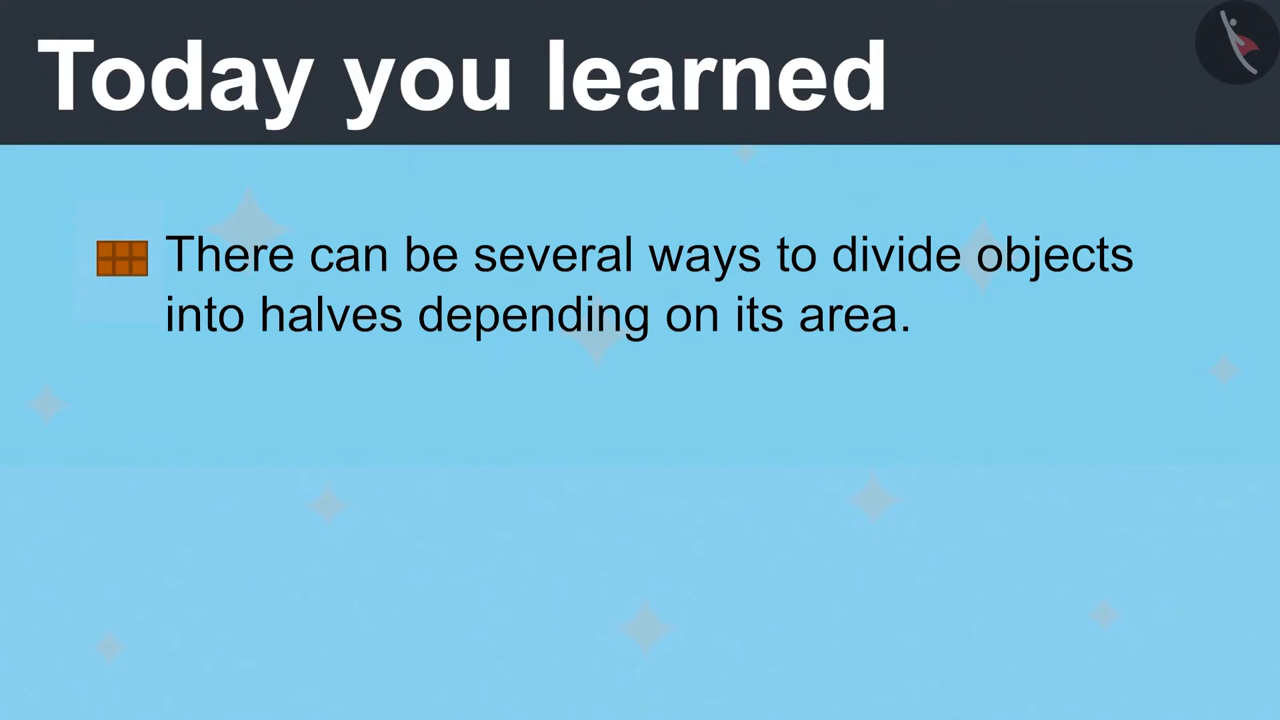 Today you learned
There can be several ways to divide objects
into halves depending on its area.